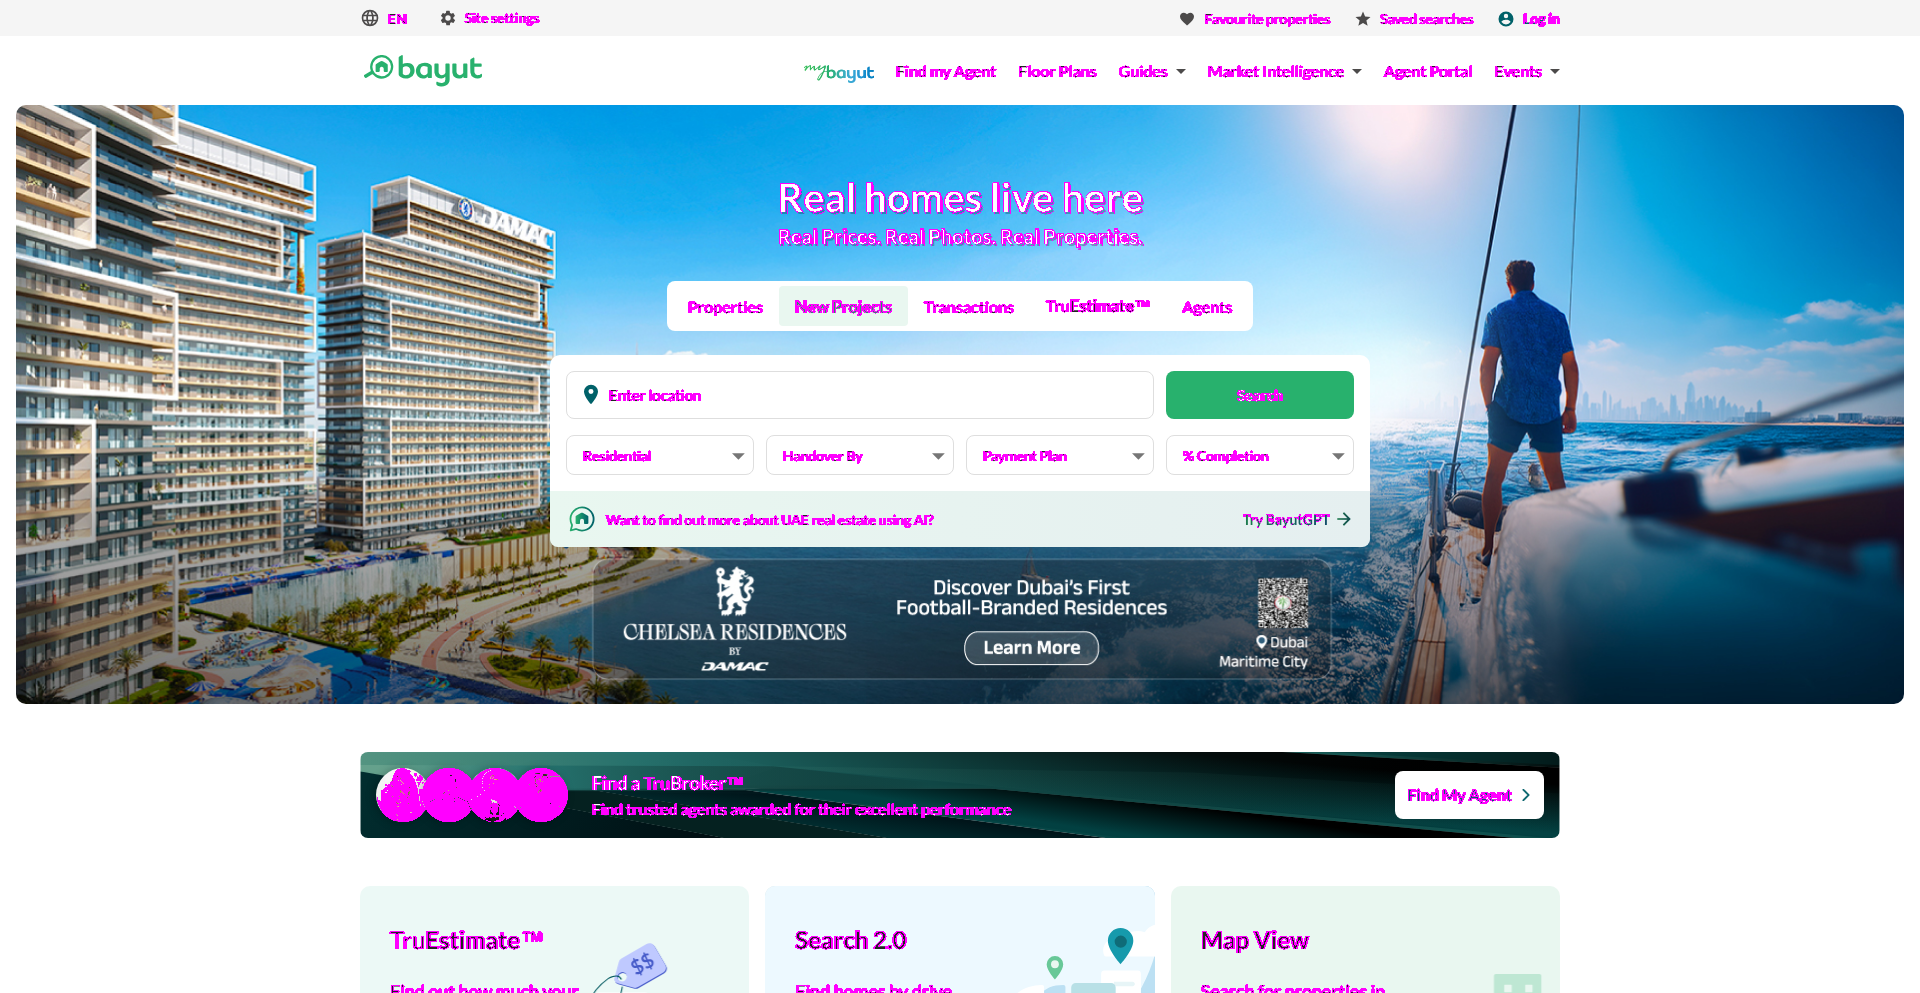 EN
Site settings
Favourite properties
Saved searches
Log in
bayut
mybayut
Find my Agent
Floor Plans
Guides
Market Intelligence
Agent Portal
Events
DAMAC
Real homes live here
Real Prices. Real Photos. Real Properties.
Properties
New Projects
Transactions
TruEstimate™
Agents
Enter location
Search
Residential
Handover By
Payment Plan
% Completion
Want to find out more about UAE real estate using AI?
Try BayutGPT
CHELSEA RESIDENCES
BY
DAMAC
Discover Dubai's First
Football-Branded Residences
Learn More
Dubai
Maritime City
Find a TruBroker™
Find trusted agents awarded for their excellent performance
Find My Agent
TruEstimate™
Find out how much your
$$
Search 2.0
Find homes by drive
Map View
Search for properties in